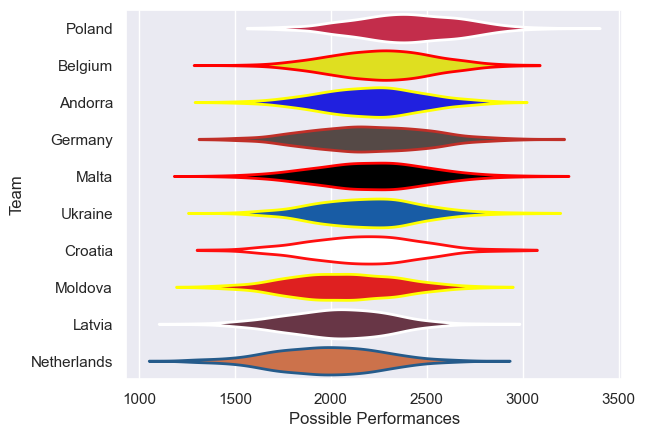 Poland
Belgium
Andorra
Germany
Malta
Ukraine
Croatia
Moldova
Latvia
Netherlands
Team
1000 1500 2000 2500 3000 3500
Possible Performances